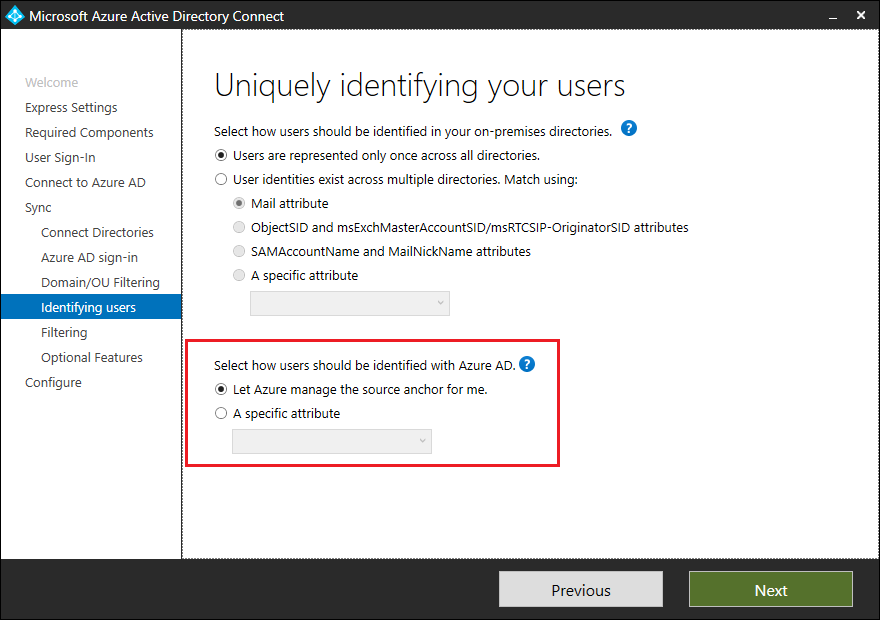 Microsoft Azure Active Directory Connect
Welcome
Express Settings
Required Components
User Sign-In
Connect to Azure AD
Sync
Connect Directories
Azure AD sign-in
Domain/OU Filtering
Identifying users
Filtering
Optional Features
Configure
Uniquely identifying your users
Select how users should be identified in your on-premises directories. ?
Users are represented only once across all directories.
User identities exist across multiple directories. Match using:
Mail attribute
ObjectSID and msExchMasterAccountSID/msRTCSIP-OriginatorSID attributes
SAMAccountName and MailNickName attributes
A specific attribute
Select how users should be identified with Azure AD. ?
Let Azure manage the source anchor for me.
A specific attribute
Previous
Next